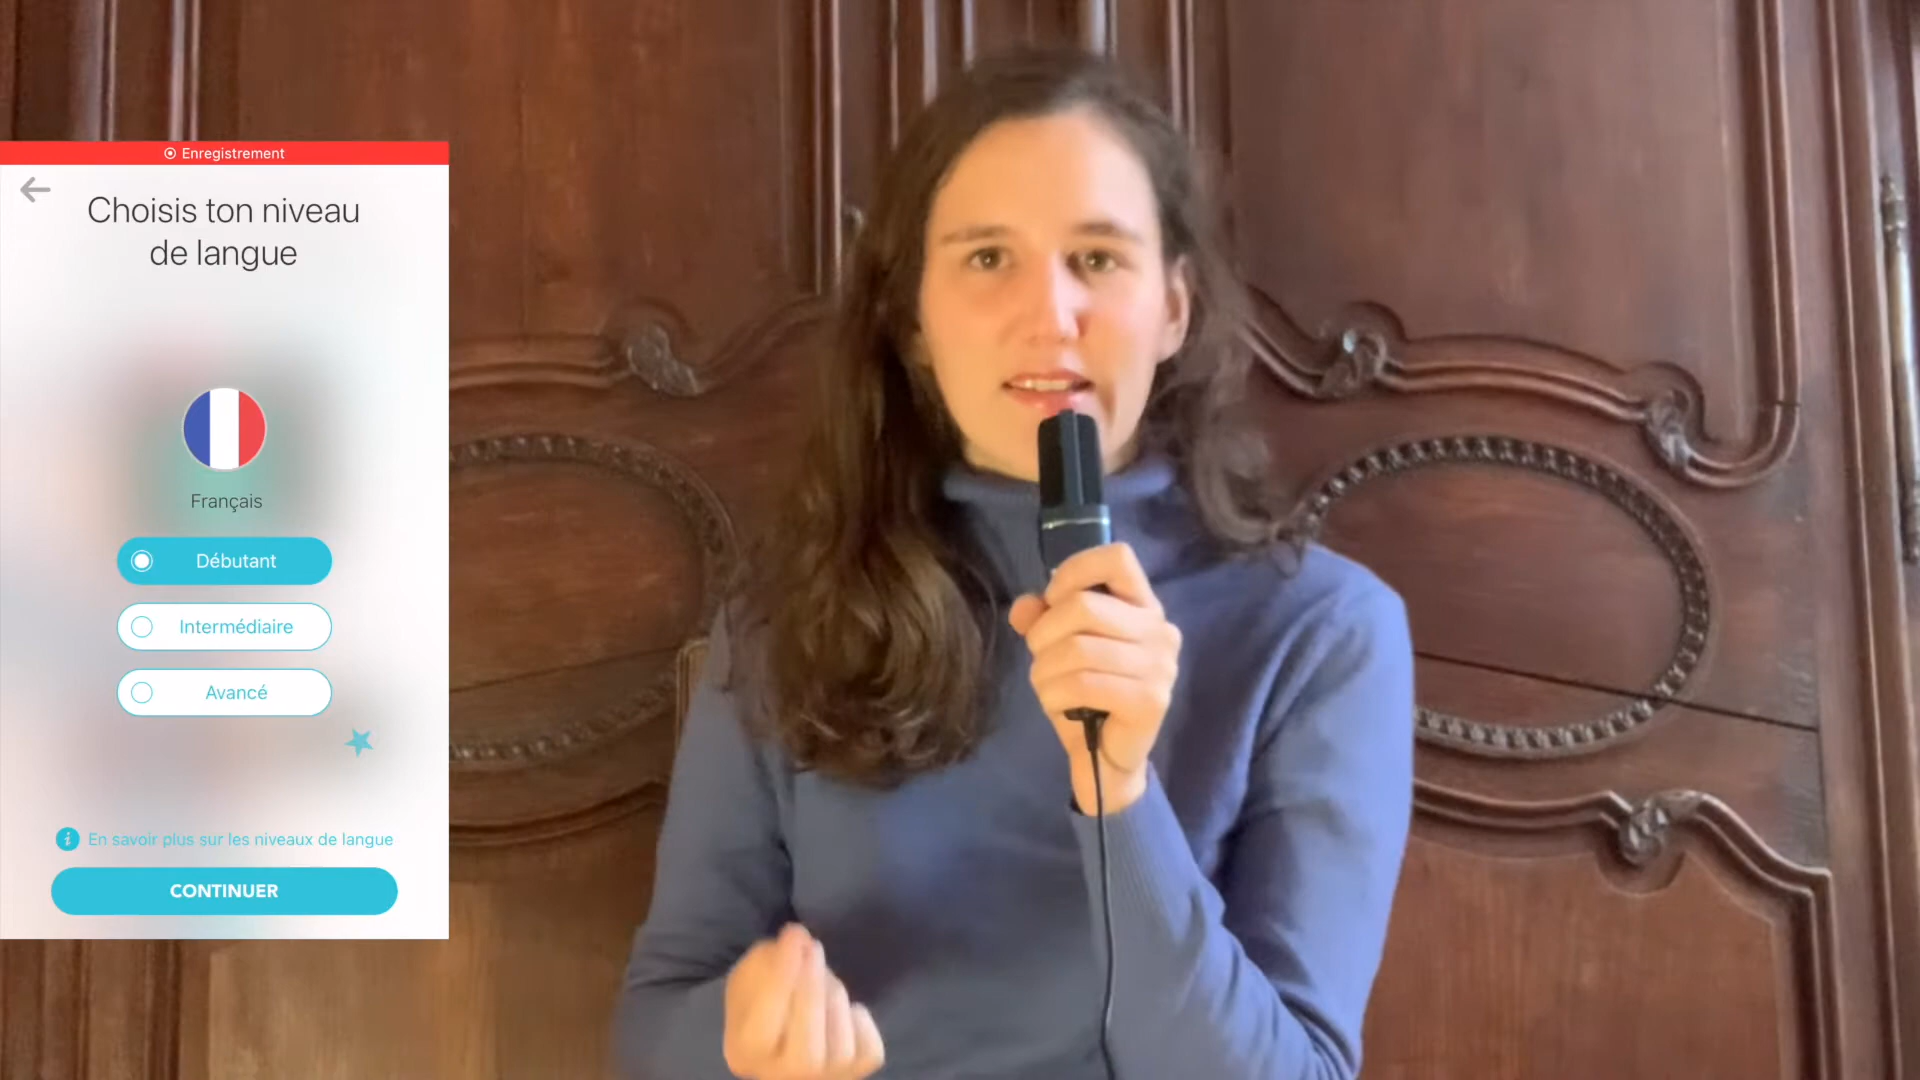 Enregistrement
Choisis ton niveau
de langue
Français
Débutant
Intermédiaire
Avancé
i En savoir plus sur les niveaux de langue
CONTINUER